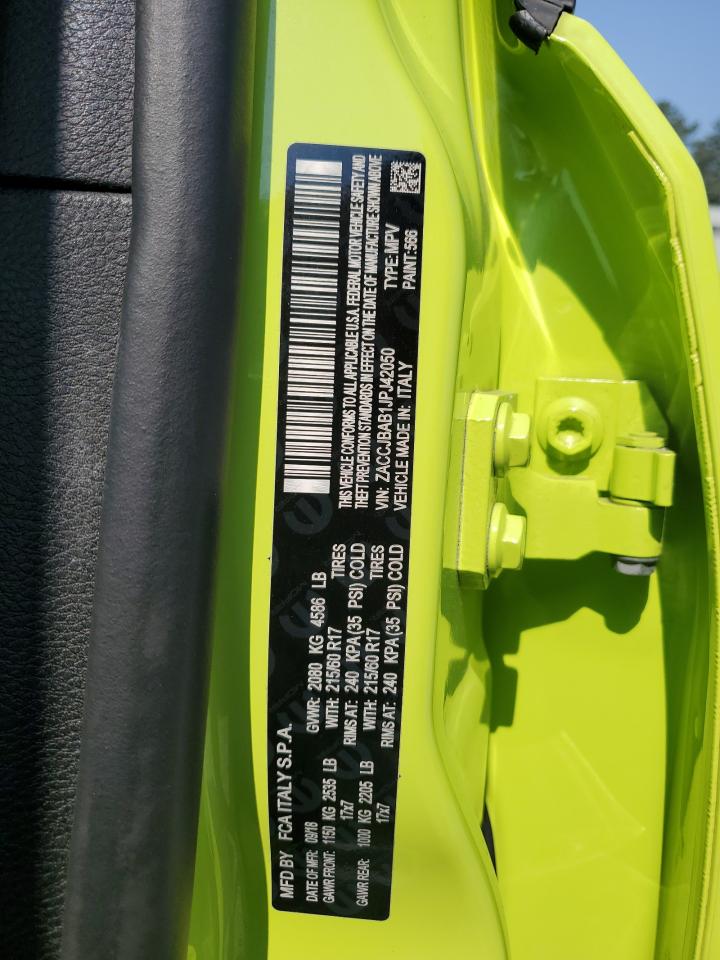 MFD BY FCA ITALY S.P.A.
DATE OF MFR: 09/18 GVWR: 2080 KG 4586 LB
GAWR FRONT: 1150 KG 2535 LB WITH: 215/60 R17 TIRES
17x7 RIMS AT: 240 KPA(35 PSI) COLD
GAWR REAR: 1000 KG 2205 LB WITH: 215/60 R17 TIRES
17x7 RIMS AT: 240 KPA(35 PSI) COLD
THIS VEHICLE CONFORMS TO ALL APPLICABLE U.S.A. FEDERAL MOTOR VEHICLE SAFETY AND
THEFT PREVENTION STANDARDS IN EFFECT ON THE DATE OF MANUFACTURE SHOWN ABOVE
VIN: ZACCJBAB1JPJ42050 TYPE: MPV
VEHICLE MADE IN: ITALY PAINT: 566